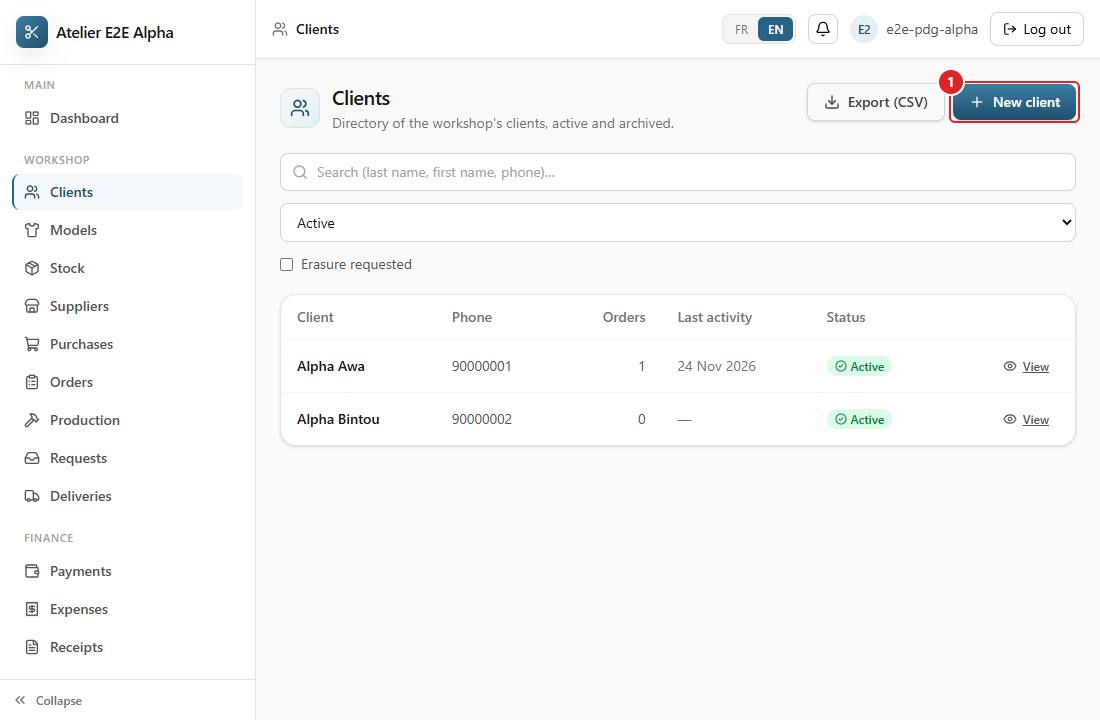 Atelier E2E Alpha
MAIN
Dashboard
WORKSHOP
Clients
Models
Stock
Suppliers
Purchases
Orders
Production
Requests
Deliveries
FINANCE
Payments
Expenses
Receipts
Collapse
Clients
FR EN
E2 e2e-pdg-alpha
Log out
Clients
Directory of the workshop's clients, active and archived.
Export (CSV)
1
New client
Search (last name, first name, phone)...
Active
Erasure requested
Client Phone Orders Last activity Status
Alpha Awa 90000001 1 24 Nov 2026 Active View
Alpha Bintou 90000002 0 — Active View